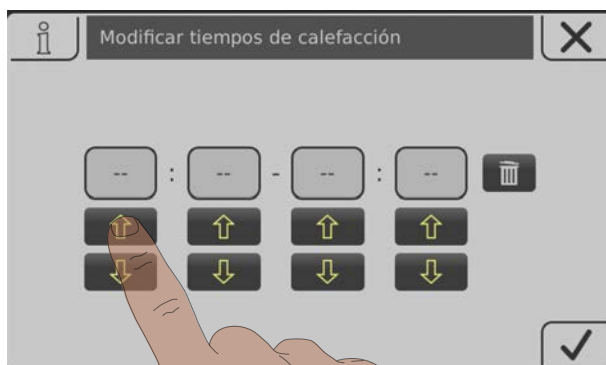 i
Modificar tiempos de calefacción
-- : -- - -- : --